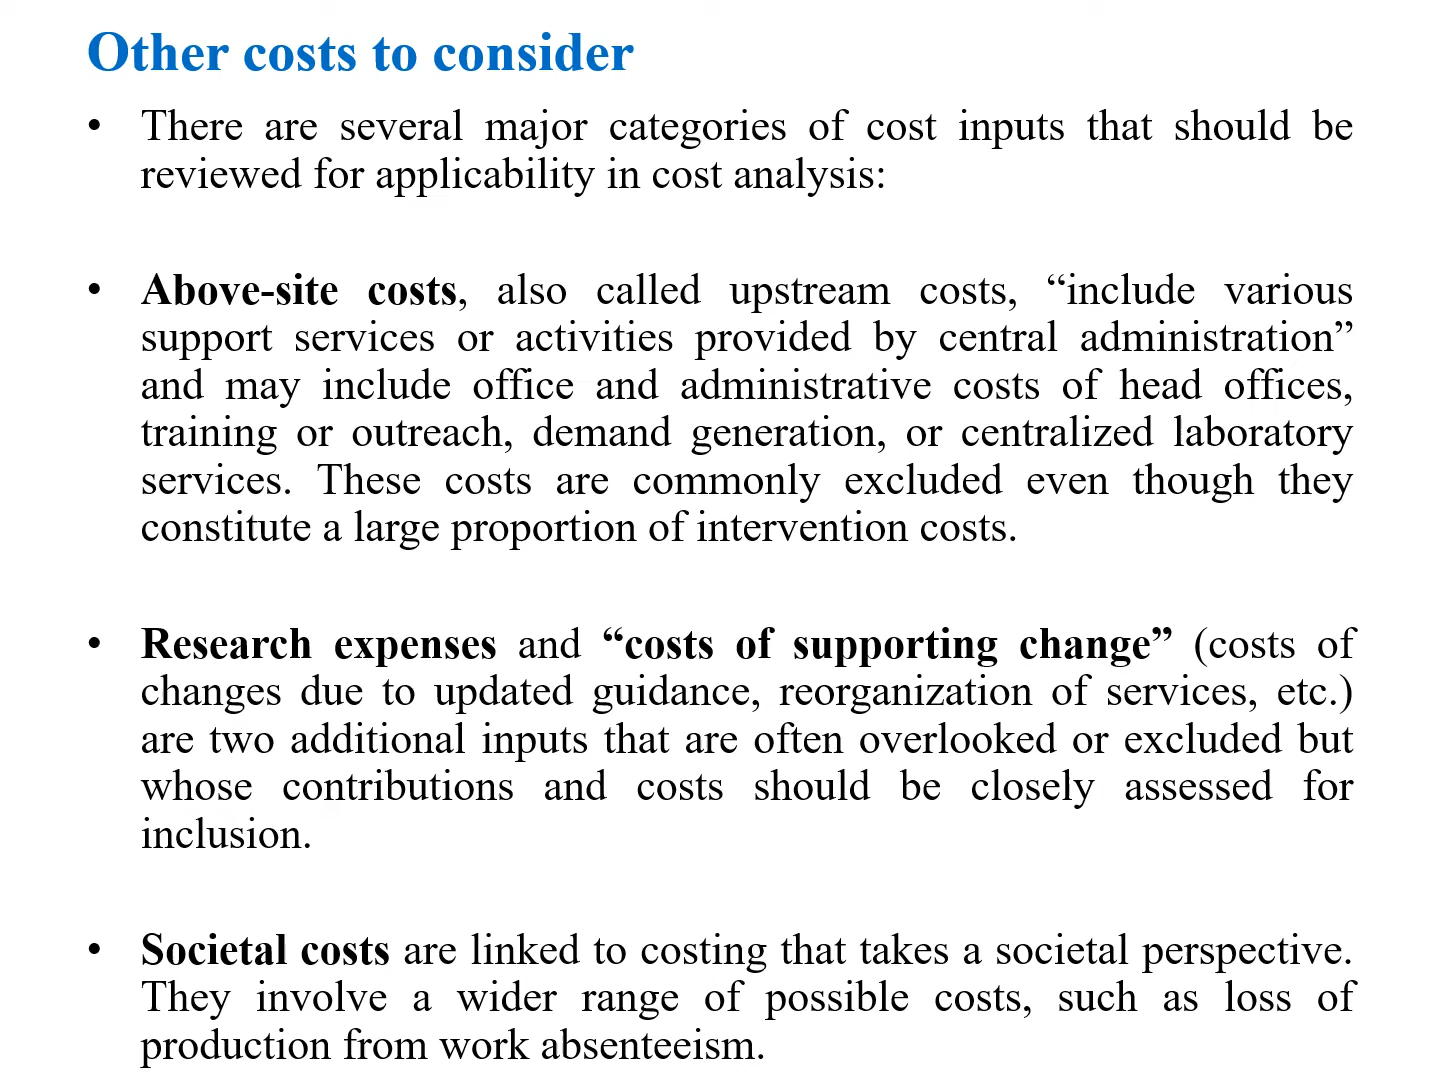 Other costs to consider
• There are several major categories of cost inputs that should be
reviewed for applicability in cost analysis:
• Above-site costs, also called upstream costs, “include various
support services or activities provided by central administration”
and may include office and administrative costs of head offices,
training or outreach, demand generation, or centralized laboratory
services. These costs are commonly excluded even though they
constitute a large proportion of intervention costs.
• Research expenses and “costs of supporting change” (costs of
changes due to updated guidance, reorganization of services, etc.)
are two additional inputs that are often overlooked or excluded but
whose contributions and costs should be closely assessed for
inclusion.
• Societal costs are linked to costing that takes a societal perspective.
They involve a wider range of possible costs, such as loss of
production from work absenteeism.